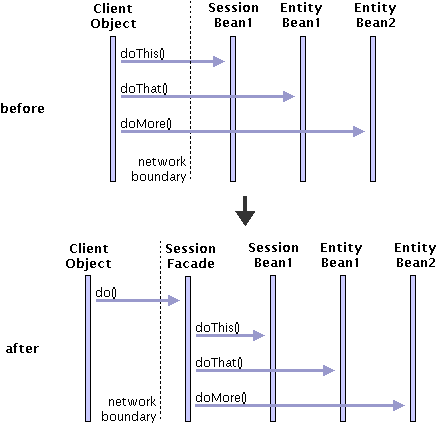 Client Object
Session Bean1
Entity Bean1
Entity Bean2
before
doThis()
doThat()
doMore()
network boundary
Client Object
Session Facade
Session Bean1
Entity Bean1
Entity Bean2
after
do()
doThis()
doThat()
doMore()
network boundary